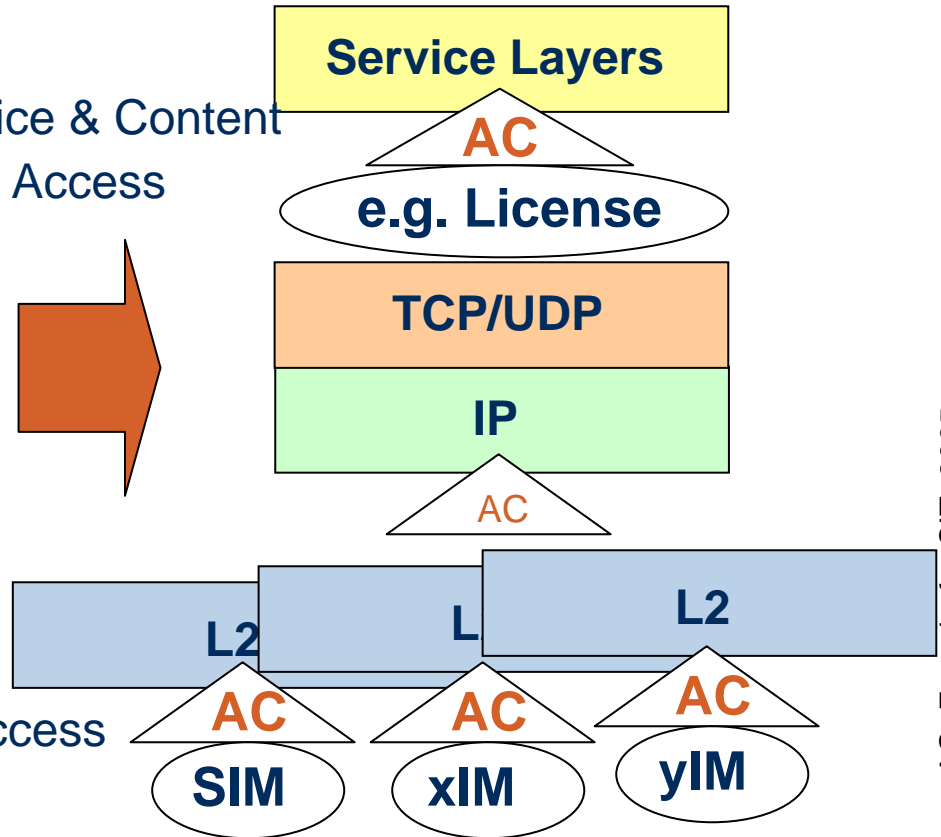 Service Layers
ice & Content
Access
AC
e.g. License
TCP/UDP
IP
AC
L2
L
L2
AC
AC
AC
ccess
SIM
xIM
yIM